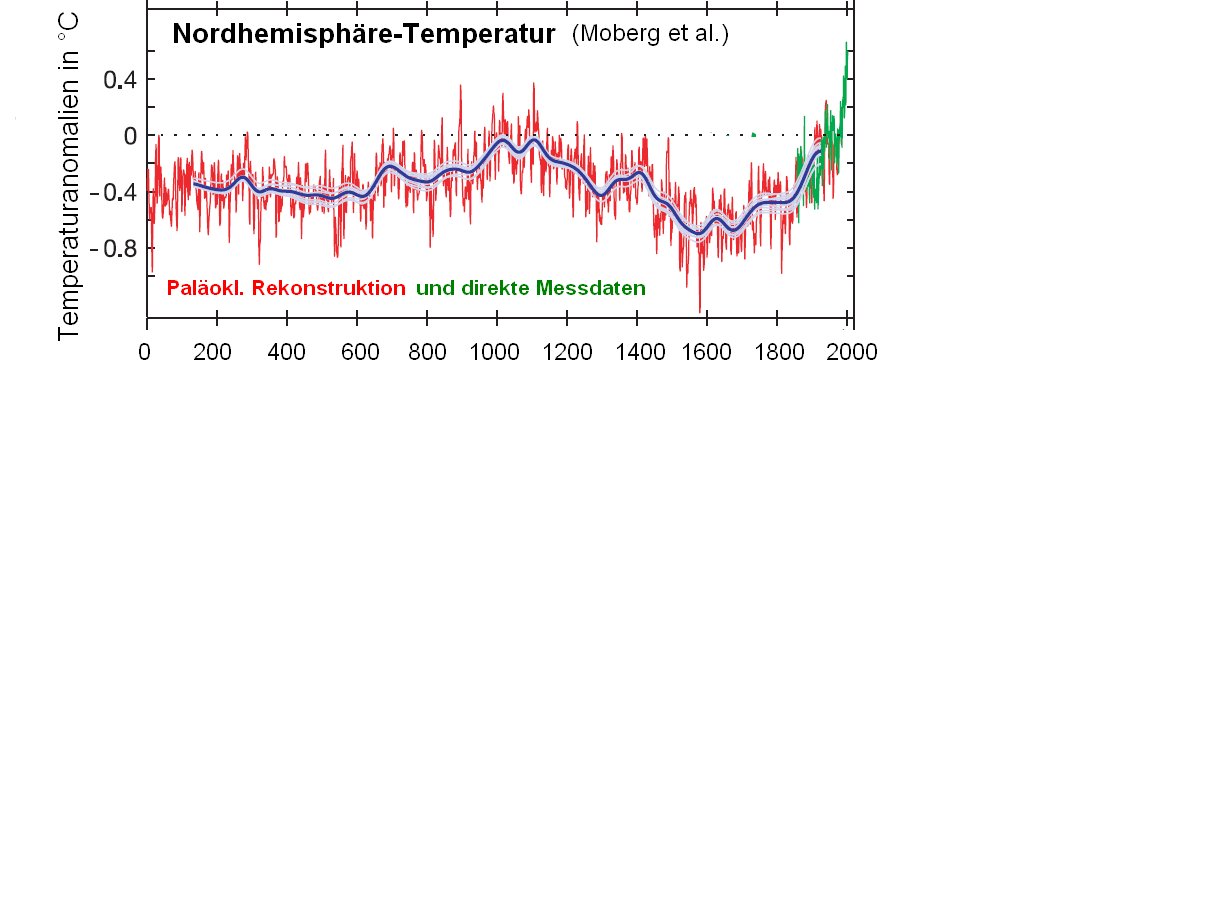 Nordhemisphäre-Temperatur (Moberg et al.)
Temperaturanomalien in °C
0.4
0
-0.4
-0.8
Paläokl. Rekonstruktion und direkte Messdaten
0 200 400 600 800 1000 1200 1400 1600 1800 2000